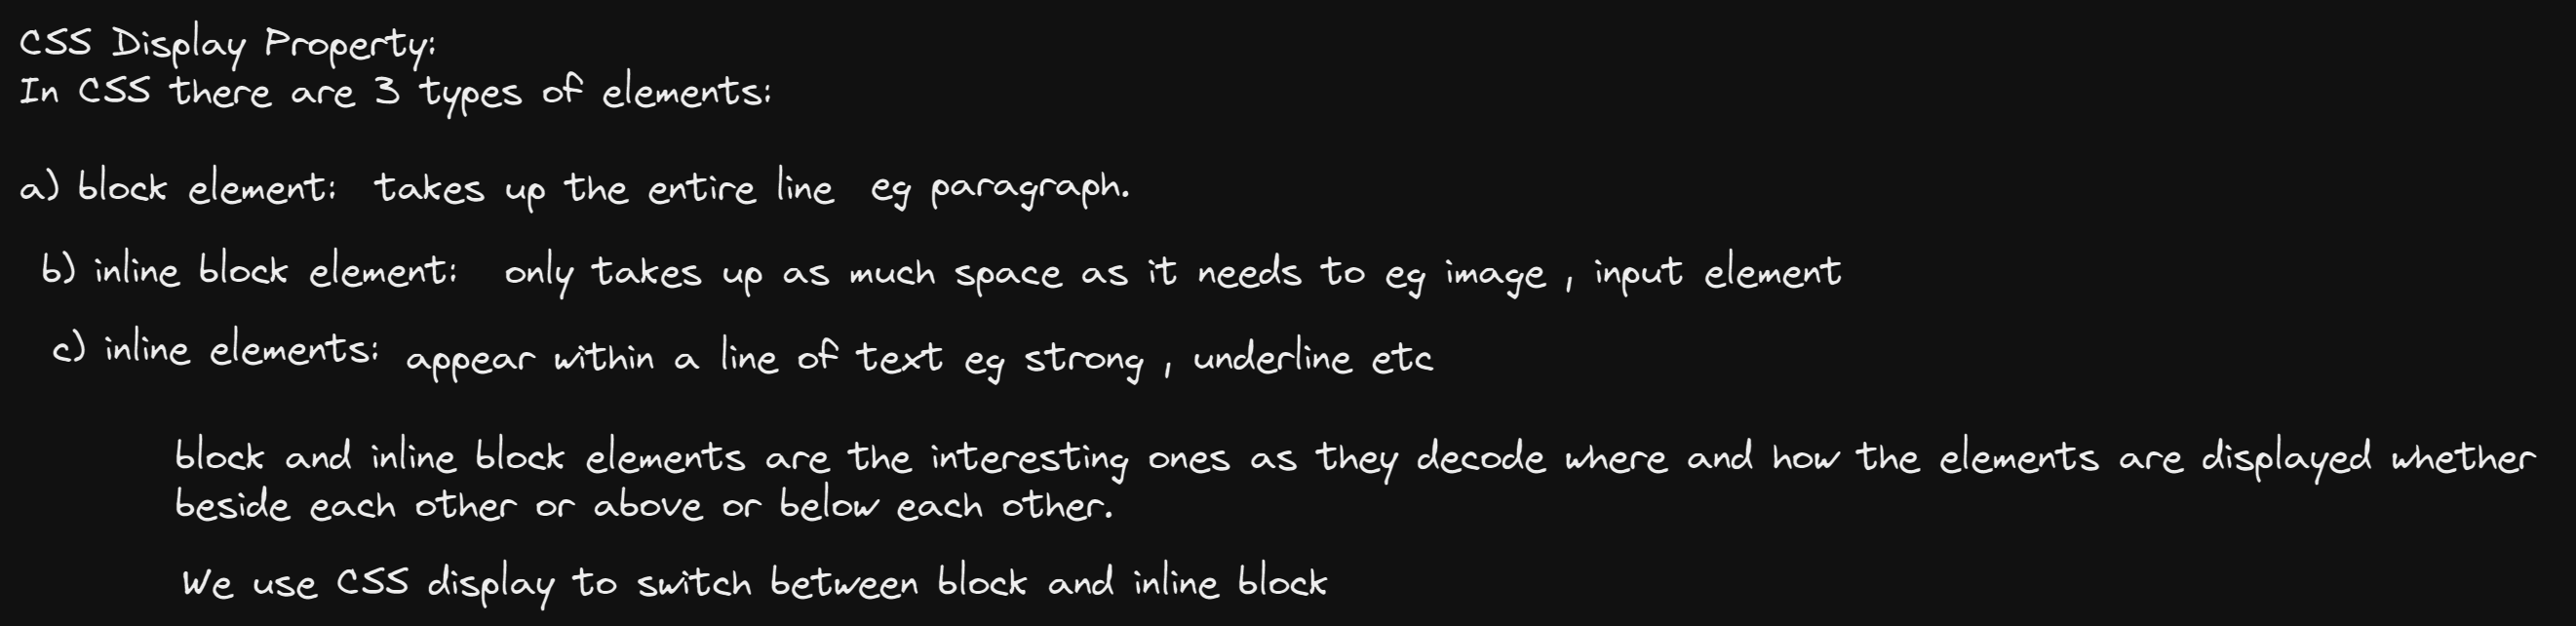 CSS Display Property:
In CSS there are 3 types of elements:
a) block element: takes up the entire line eg paragraph.
b) inline block element: only takes up as much space as it needs to eg image , input element
c) inline elements: appear within a line of text eg strong , underline etc
block and inline block elements are the interesting ones as they decode where and how the elements are displayed whether
beside each other or above or below each other.
We use CSS display to switch between block and inline block